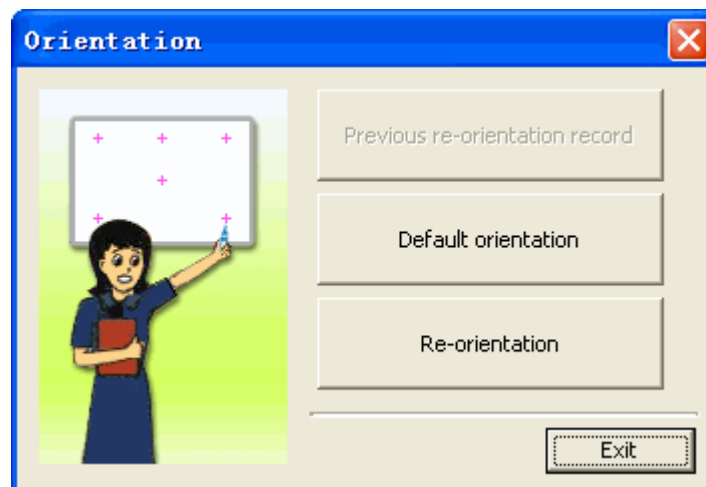 Orientation
Previous re-orientation record
Default orientation
Re-orientation
Exit